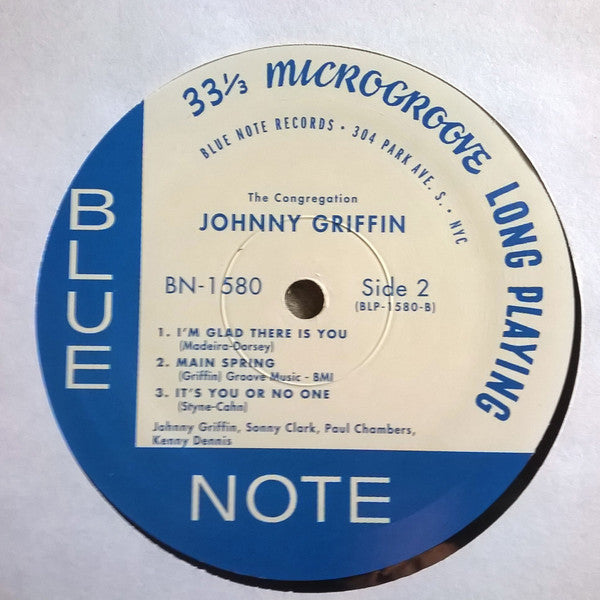 33⅓ MICROGROOVE LONG PLAYING
BLUE NOTE RECORDS • 304 PARK AVE. S. • NYC
The Congregation
JOHNNY GRIFFIN
BN-1580
Side 2
(BLP-1580-B)
1. I'M GLAD THERE IS YOU
(Madeira-Dorsey)
2. MAIN SPRING
(Griffin) Groove Music - BMI
3. IT'S YOU OR NO ONE
(Styne-Cahn)
Johnny Griffin, Sonny Clark, Paul Chambers,
Kenny Dennis
BLUE
NOTE